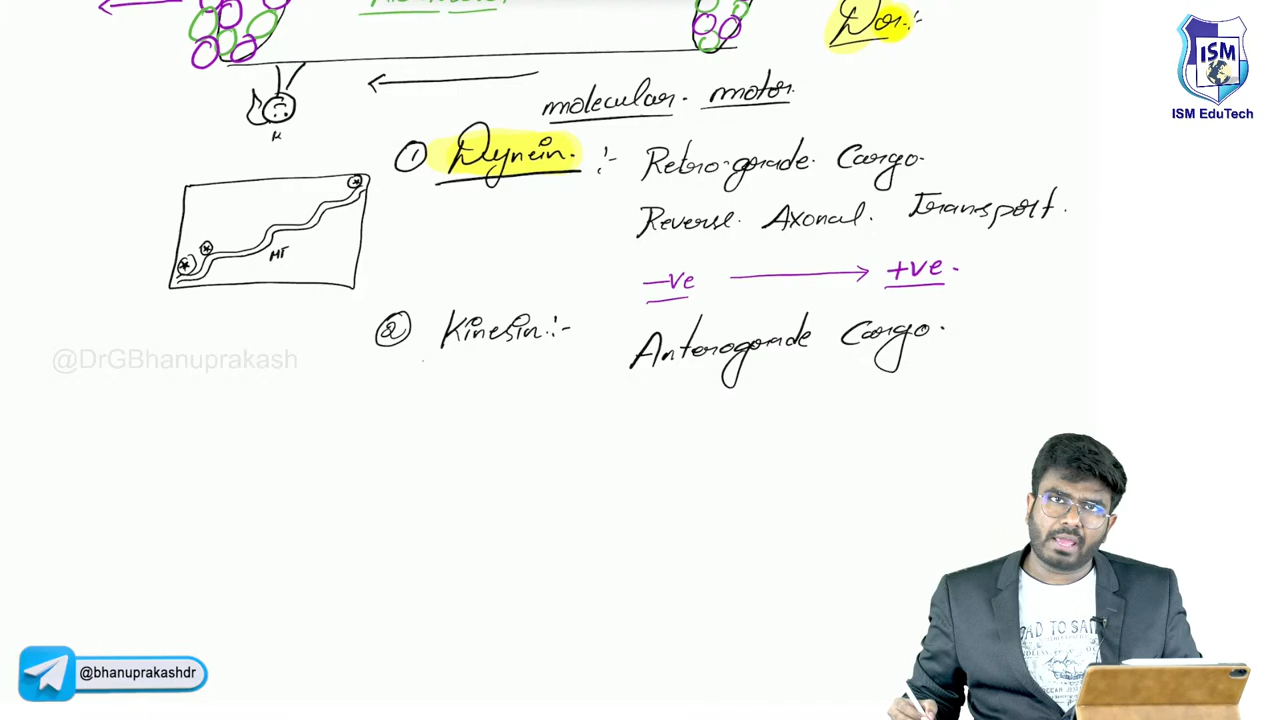 Dor:-
ISM
ISM EduTech
molecular. motor.
① Dynein. :- Retro-grade. Cargo.
Reverse. Axonal. Transport.
MT
-ve → +ve.
② Kinesin:- Anterograde Cargo.
@DrGBhanuprakash
@bhanuprakashdr